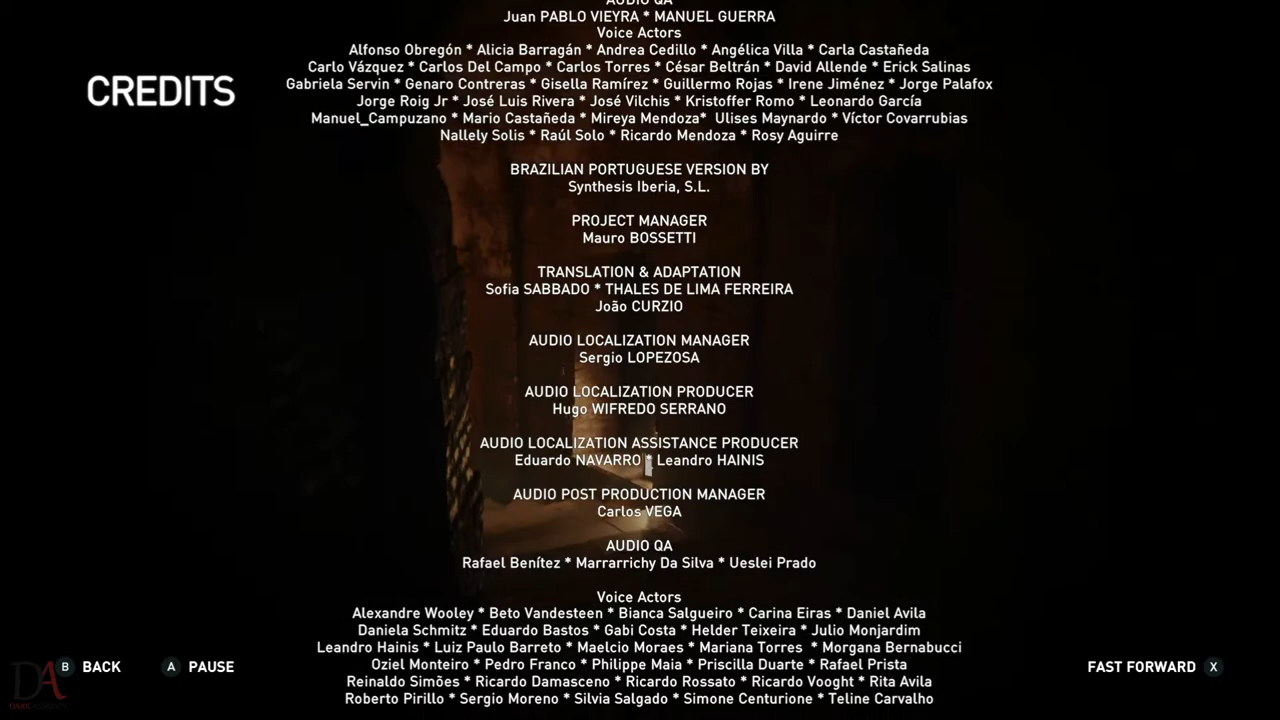 AUDIO QA
Juan PABLO VIEYRA * MANUEL GUERRA
Voice Actors
Alfonso Obregón * Alicia Barragán * Andrea Cedillo * Angélica Villa * Carla Castañeda
Carlo Vázquez * Carlos Del Campo * Carlos Torres * César Beltrán * David Allende * Erick Salinas
Gabriela Servin * Genaro Contreras * Gisella Ramírez * Guillermo Rojas * Irene Jiménez * Jorge Palafox
CREDITS
Jorge Roig Jr * José Luis Rivera * José Vilchis * Kristoffer Romo * Leonardo García
Manuel_Campuzano * Mario Castañeda * Mireya Mendoza*  Ulises Maynardo * Víctor Covarrubias
Nallely Solis * Raúl Solo * Ricardo Mendoza * Rosy Aguirre
BRAZILIAN PORTUGUESE VERSION BY
Synthesis Iberia, S.L.
PROJECT MANAGER
Mauro BOSSETTI
TRANSLATION & ADAPTATION
Sofia SABBADO * THALES DE LIMA FERREIRA
João CURZIO
AUDIO LOCALIZATION MANAGER
Sergio LOPEZOSA
AUDIO LOCALIZATION PRODUCER
Hugo WIFREDO SERRANO
AUDIO LOCALIZATION ASSISTANCE PRODUCER
Eduardo NAVARRO * Leandro HAINIS
AUDIO POST PRODUCTION MANAGER
Carlos VEGA
AUDIO QA
Rafael Benítez * Marrarrichy Da Silva * Ueslei Prado
Voice Actors
Alexandre Wooley * Beto Vandesteen * Bianca Salgueiro * Carina Eiras * Daniel Avila
Daniela Schmitz * Eduardo Bastos * Gabi Costa * Helder Teixeira * Julio Monjardim
Leandro Hainis * Luiz Paulo Barreto * Maelcio Moraes * Mariana Torres  * Morgana Bernabucci
Oziel Monteiro * Pedro Franco * Philippe Maia * Priscilla Duarte * Rafael Prista
Reinaldo Simões * Ricardo Damasceno * Ricardo Rossato * Ricardo Vooght * Rita Avila
Roberto Pirillo * Sergio Moreno * Silvia Salgado * Simone Centurione * Teline Carvalho
B BACK
A PAUSE
FAST FORWARD X
DA